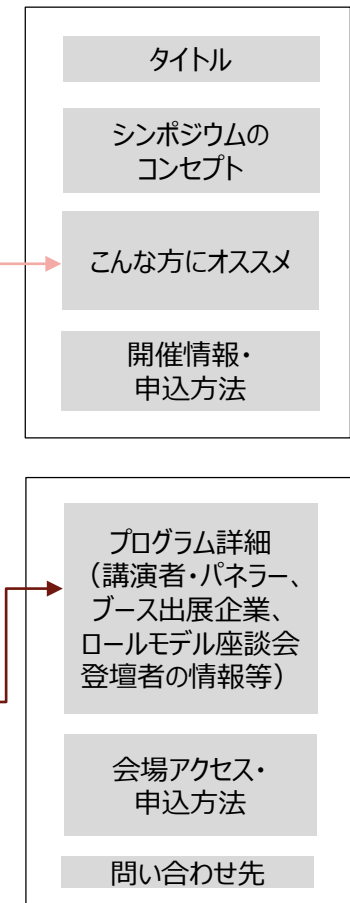 タイトル
シンポジウムの
コンセプト
こんな方にオススメ
開催情報・
申込方法
プログラム詳細
（講演者・パネラー、
ブース出展企業、
ロールモデル座談会
登壇者の情報等）
会場アクセス・
申込方法
問い合わせ先